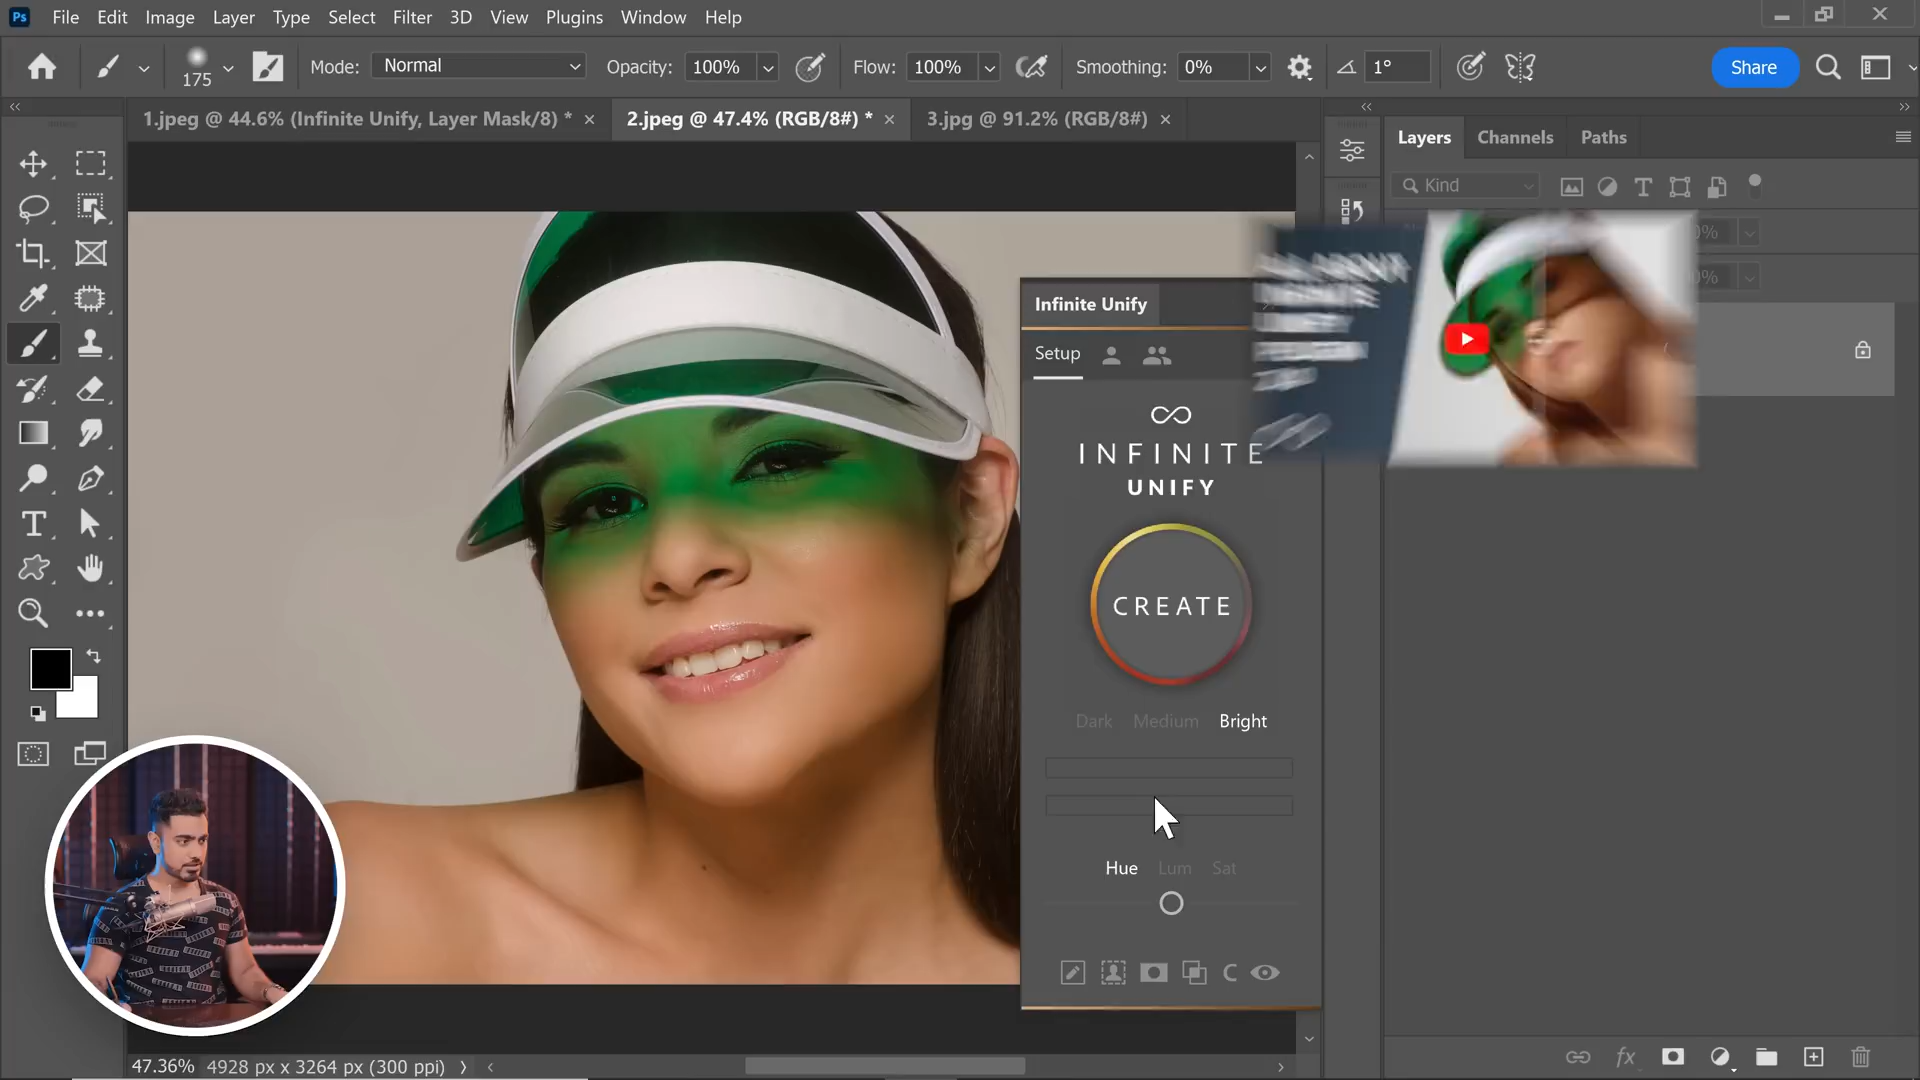 Ps File Edit Image Layer Type Select Filter 3D View Plugins Window Help
175 Mode: Normal Opacity: 100% Flow: 100% Smoothing: 0% 1° Share
1.jpeg @ 44.6% (Infinite Unify, Layer Mask/8) * 2.jpeg @ 47.4% (RGB/8#) * 3.jpg @ 91.2% (RGB/8#)
Layers Channels Paths
Kind
Infinite Unify
Setup
INFINITE
UNIFY
CREATE
Dark Medium Bright
Hue Lum Sat
C
fx
47.36% 4928 px x 3264 px (300 ppi)